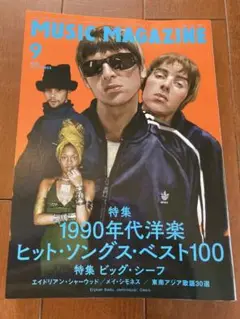 MUSIC MAGAZINE
9
特集
1990年代洋楽
ヒット・ソングス・ベスト100
特集 ビッグ・シーフ
エイドリアン・シャーウッド／メイ・シモネス／東南アジア歌謡30選
adidas